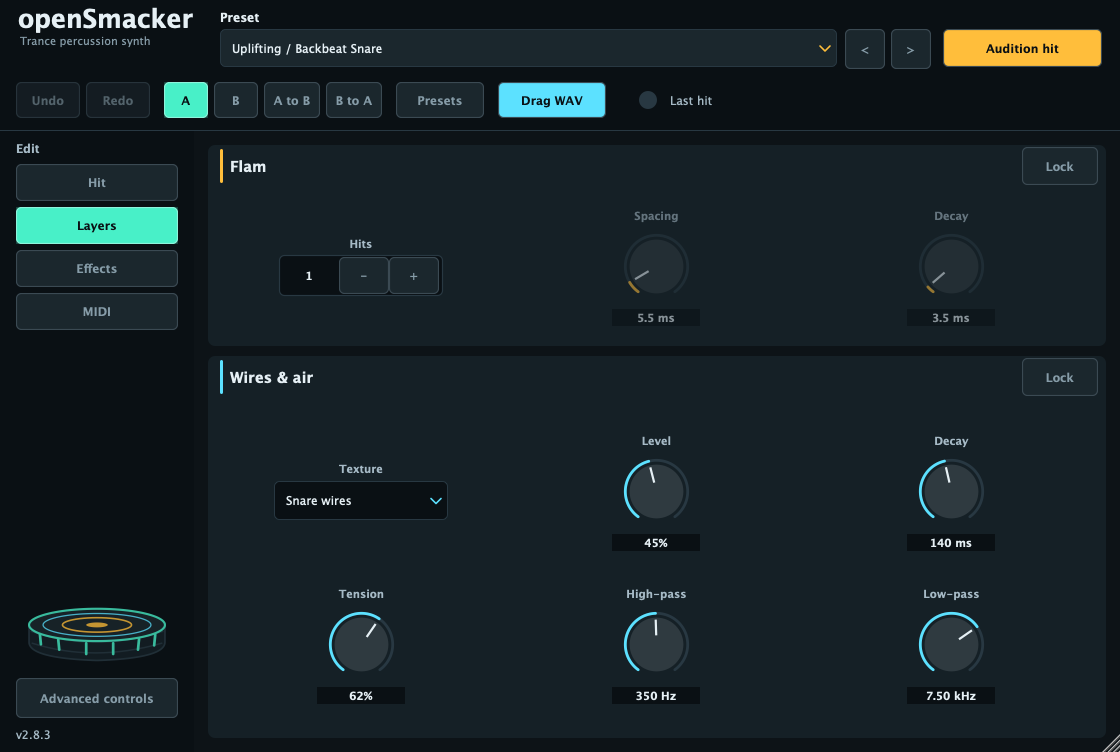 openSmacker
Trance percussion synth
Preset
Uplifting / Backbeat Snare
<
>
Audition hit
Undo
Redo
A
B
A to B
B to A
Presets
Drag WAV
Last hit
Edit
Hit
Layers
Effects
MIDI
Flam
Lock
Hits
1
-
+
Spacing
5.5 ms
Decay
3.5 ms
Wires & air
Lock
Texture
Snare wires
Level
45%
Decay
140 ms
Tension
62%
High-pass
350 Hz
Low-pass
7.50 kHz
Advanced controls
v2.8.3